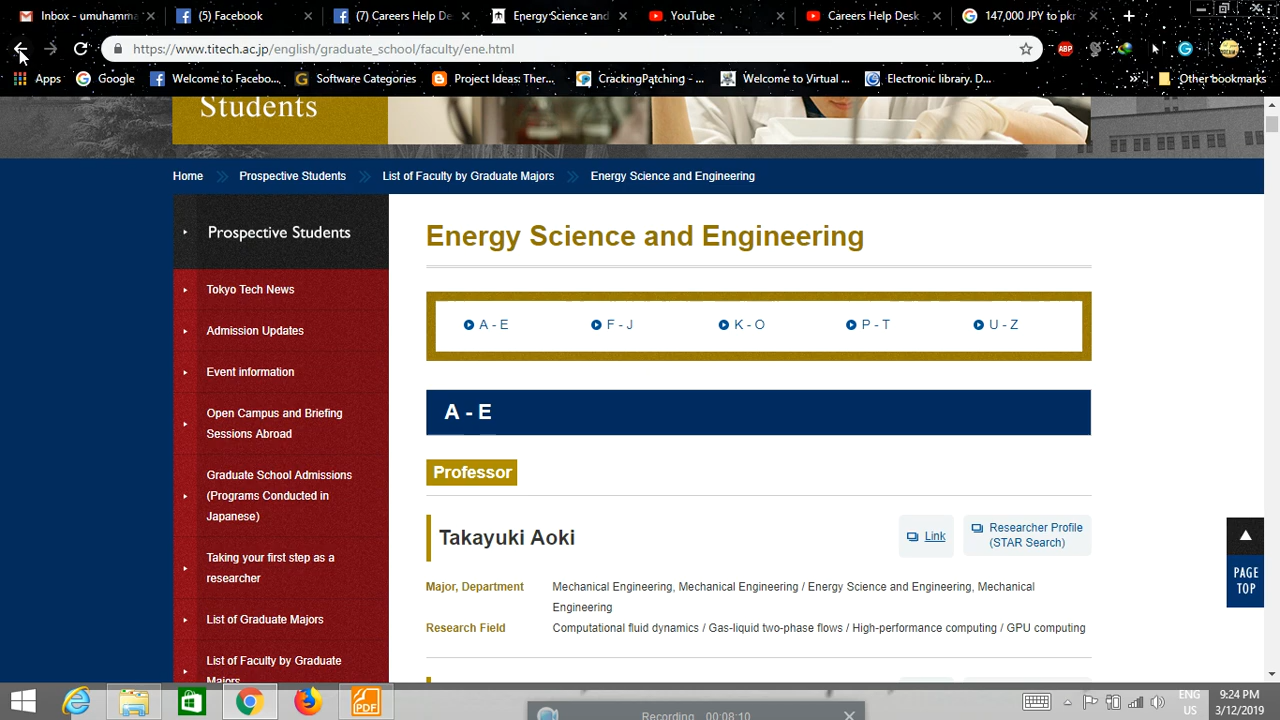 Inbox - umuhamma
(5) Facebook
(7) Careers Help De
Energy Science and
YouTube
Careers Help Desk
147,000 JPY to pkr
https://www.titech.ac.jp/english/graduate_school/faculty/ene.html
ABP
Apps
Google
Welcome to Facebo...
Software Categories
Project Ideas: Ther...
CrackingPatching - ...
Welcome to Virtual ...
Electronic library. D...
Other bookmarks
Students
Home
Prospective Students
List of Faculty by Graduate Majors
Energy Science and Engineering
Prospective Students
Tokyo Tech News
Admission Updates
Event information
Open Campus and Briefing
Sessions Abroad
Graduate School Admissions
(Programs Conducted in
Japanese)
Taking your first step as a
researcher
List of Graduate Majors
List of Faculty by Graduate
Majors
Energy Science and Engineering
A - E
F - J
K - O
P - T
U - Z
A - E
Professor
Takayuki Aoki
Link
Researcher Profile
(STAR Search)
Major, Department
Mechanical Engineering, Mechanical Engineering / Energy Science and Engineering, Mechanical
Engineering
Research Field
Computational fluid dynamics / Gas-liquid two-phase flows / High-performance computing / GPU computing
PAGE
TOP
PDF
Recording 00:08:10
ENG
US
9:24 PM
3/12/2019